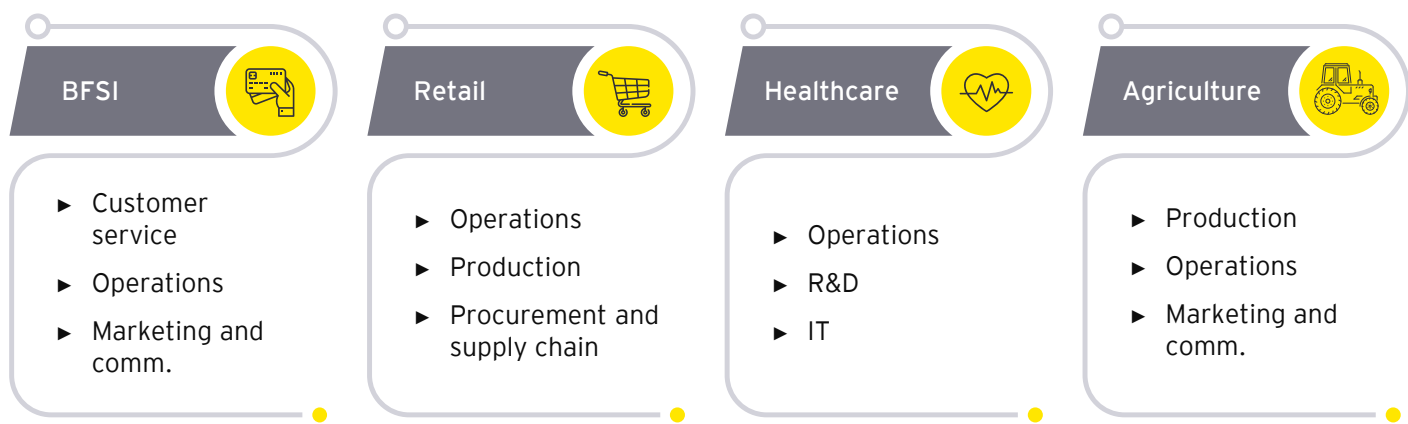 BFSI
Customer
service
Operations
Marketing and
comm.
Retail
Operations
Production
Procurement and
supply chain
Healthcare
Operations
R&D
IT
Agriculture
Production
Operations
Marketing and
comm.